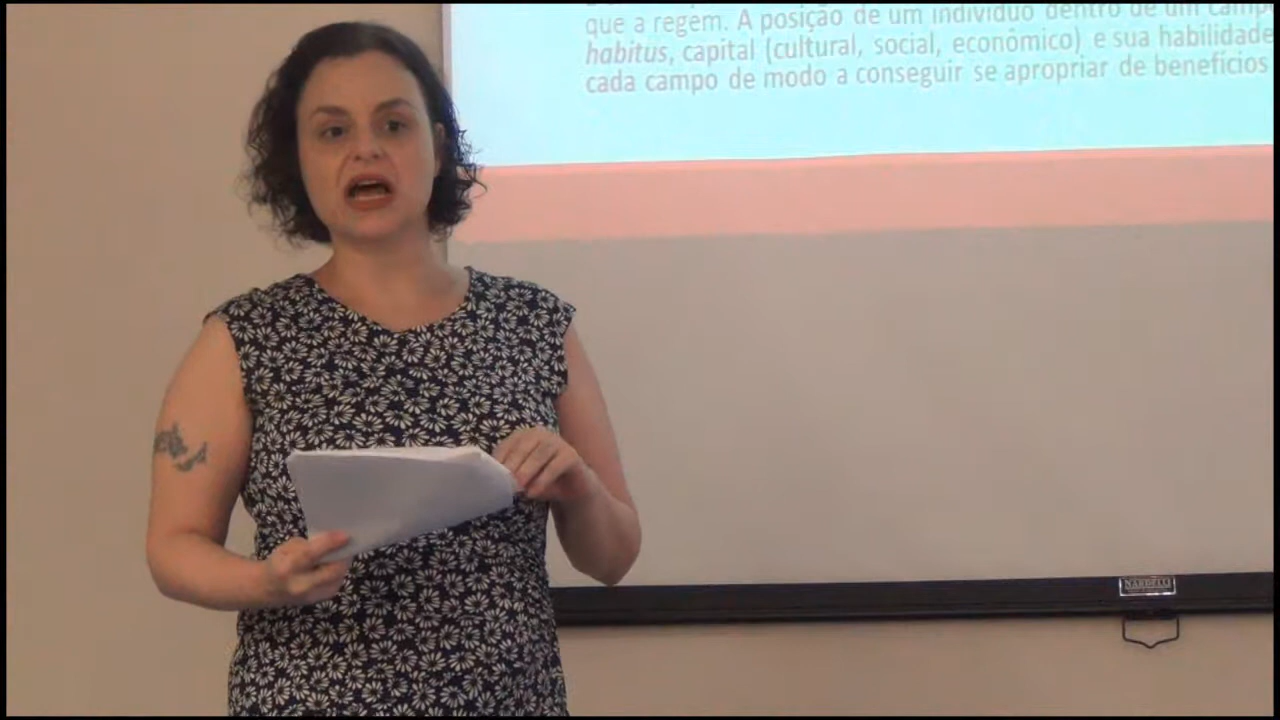 que a regem. A posição de um indivíduo dentro de um campo
habitus, capital (cultural, social, econômico) e sua habilidade
cada campo de modo a conseguir se apropriar de benefícios
NARDELLI